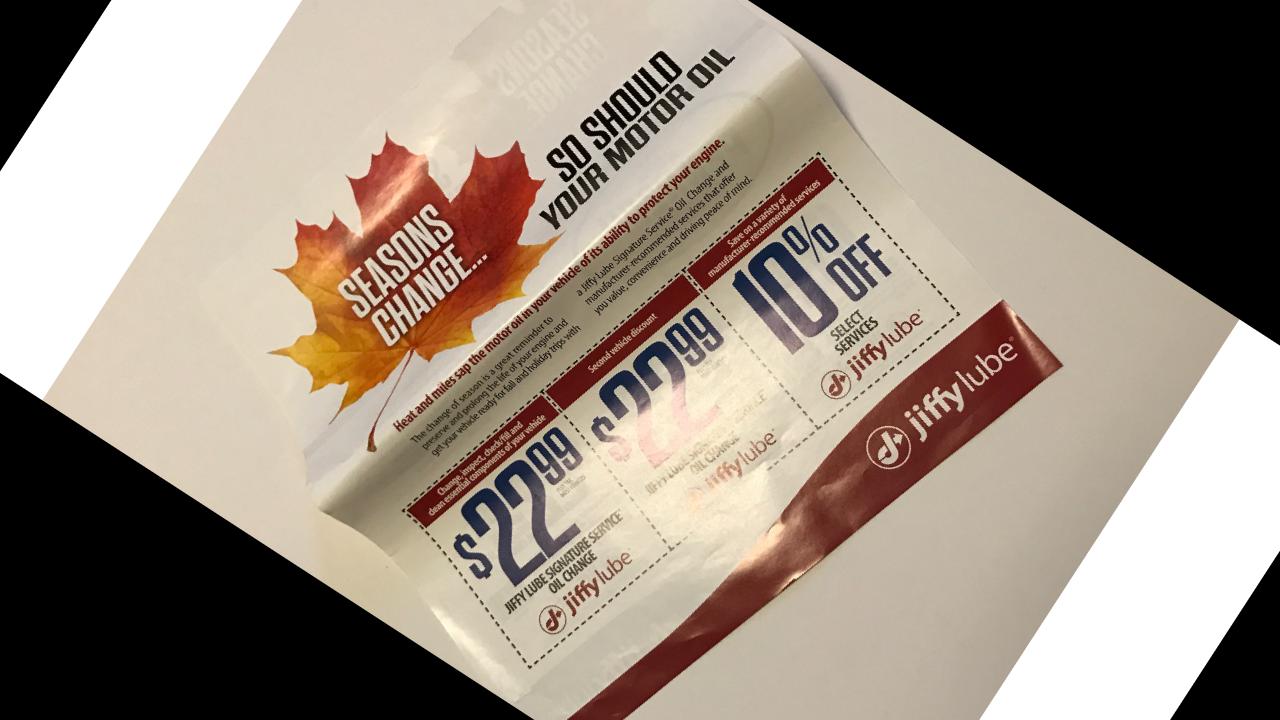 SEASONS
CHANGE...
SO SHOULD
YOUR MOTOR OIL
Heat and miles sap the motor oil in your vehicle of its ability to protect your engine.
The change of season is a great reminder to
preserve and prolong the life of your engine and
get your vehicle ready for fall and holiday trips with
a Jiffy Lube Signature Service® Oil Change and
manufacturer-recommended services that offer
you value, convenience and driving peace of mind.
Change, inspect, check/fill and
clean essential components of your vehicle
$22 99
JIFFY LUBE SIGNATURE SERVICE®
OIL CHANGE
jiffy lube®
Second vehicle discount
$22 99
JIFFY LUBE
OIL CHANGE
jiffy lube®
Save on a variety of
manufacturer-recommended services
10% OFF
SELECT
SERVICES
jiffy lube®
jiffy lube®